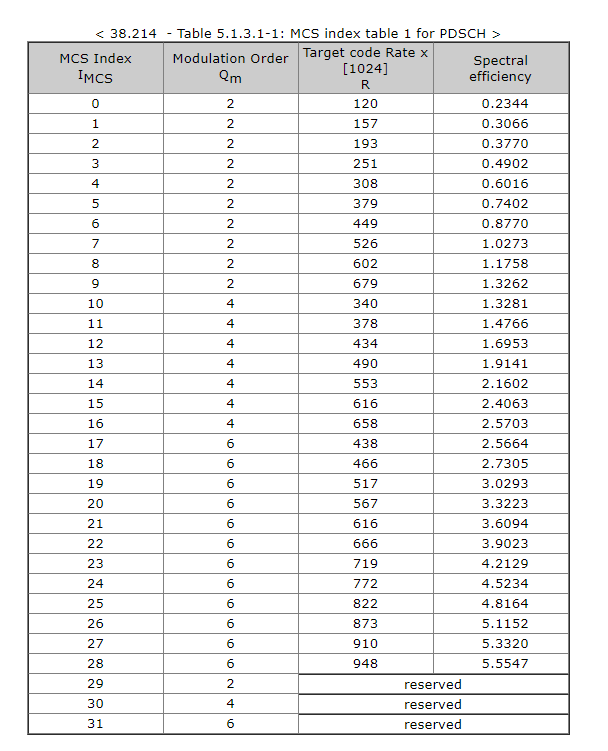 < 38.214 - Table 5.1.3.1-1: MCS index table 1 for PDSCH >
MCS Index IMCS Modulation Order Qm Target code Rate x [1024] R Spectral efficiency
0 2 120 0.2344
1 2 157 0.3066
2 2 193 0.3770
3 2 251 0.4902
4 2 308 0.6016
5 2 379 0.7402
6 2 449 0.8770
7 2 526 1.0273
8 2 602 1.1758
9 2 679 1.3262
10 4 340 1.3281
11 4 378 1.4766
12 4 434 1.6953
13 4 490 1.9141
14 4 553 2.1602
15 4 616 2.4063
16 4 658 2.5703
17 6 438 2.5664
18 6 466 2.7305
19 6 517 3.0293
20 6 567 3.3223
21 6 616 3.6094
22 6 666 3.9023
23 6 719 4.2129
24 6 772 4.5234
25 6 822 4.8164
26 6 873 5.1152
27 6 910 5.3320
28 6 948 5.5547
29 2 reserved
30 4 reserved
31 6 reserved